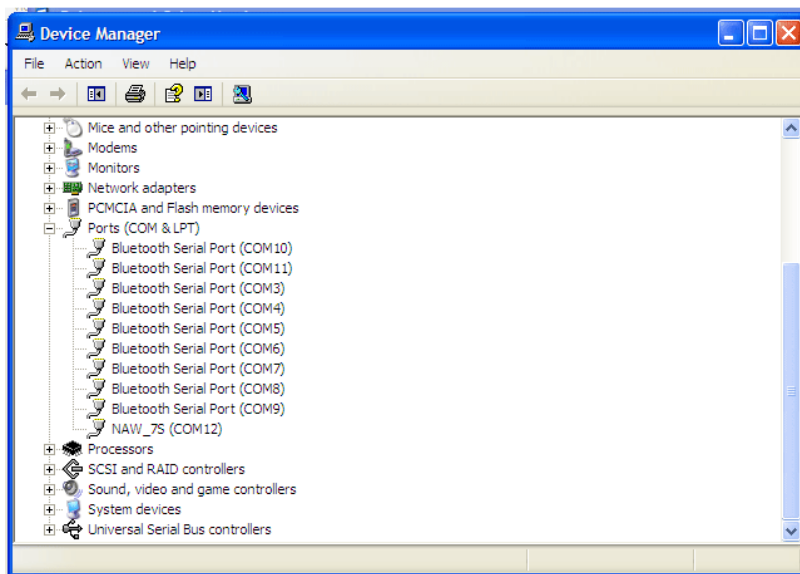 Device Manager
File Action View Help
Mice and other pointing devices
Modems
Monitors
Network adapters
PCMCIA and Flash memory devices
Ports (COM & LPT)
Bluetooth Serial Port (COM10)
Bluetooth Serial Port (COM11)
Bluetooth Serial Port (COM3)
Bluetooth Serial Port (COM4)
Bluetooth Serial Port (COM5)
Bluetooth Serial Port (COM6)
Bluetooth Serial Port (COM7)
Bluetooth Serial Port (COM8)
Bluetooth Serial Port (COM9)
NAW_7S (COM12)
Processors
SCSI and RAID controllers
Sound, video and game controllers
System devices
Universal Serial Bus controllers